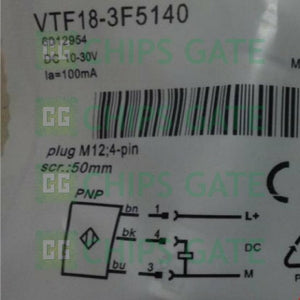 VTF18-3F5140
6012954
DC 10-30V
Ia=100mA
CHIPS GATE
plug M12;4-pin
scr.:50mm
PNP
bn 1 L+
bk 4 DC
bu 3 M